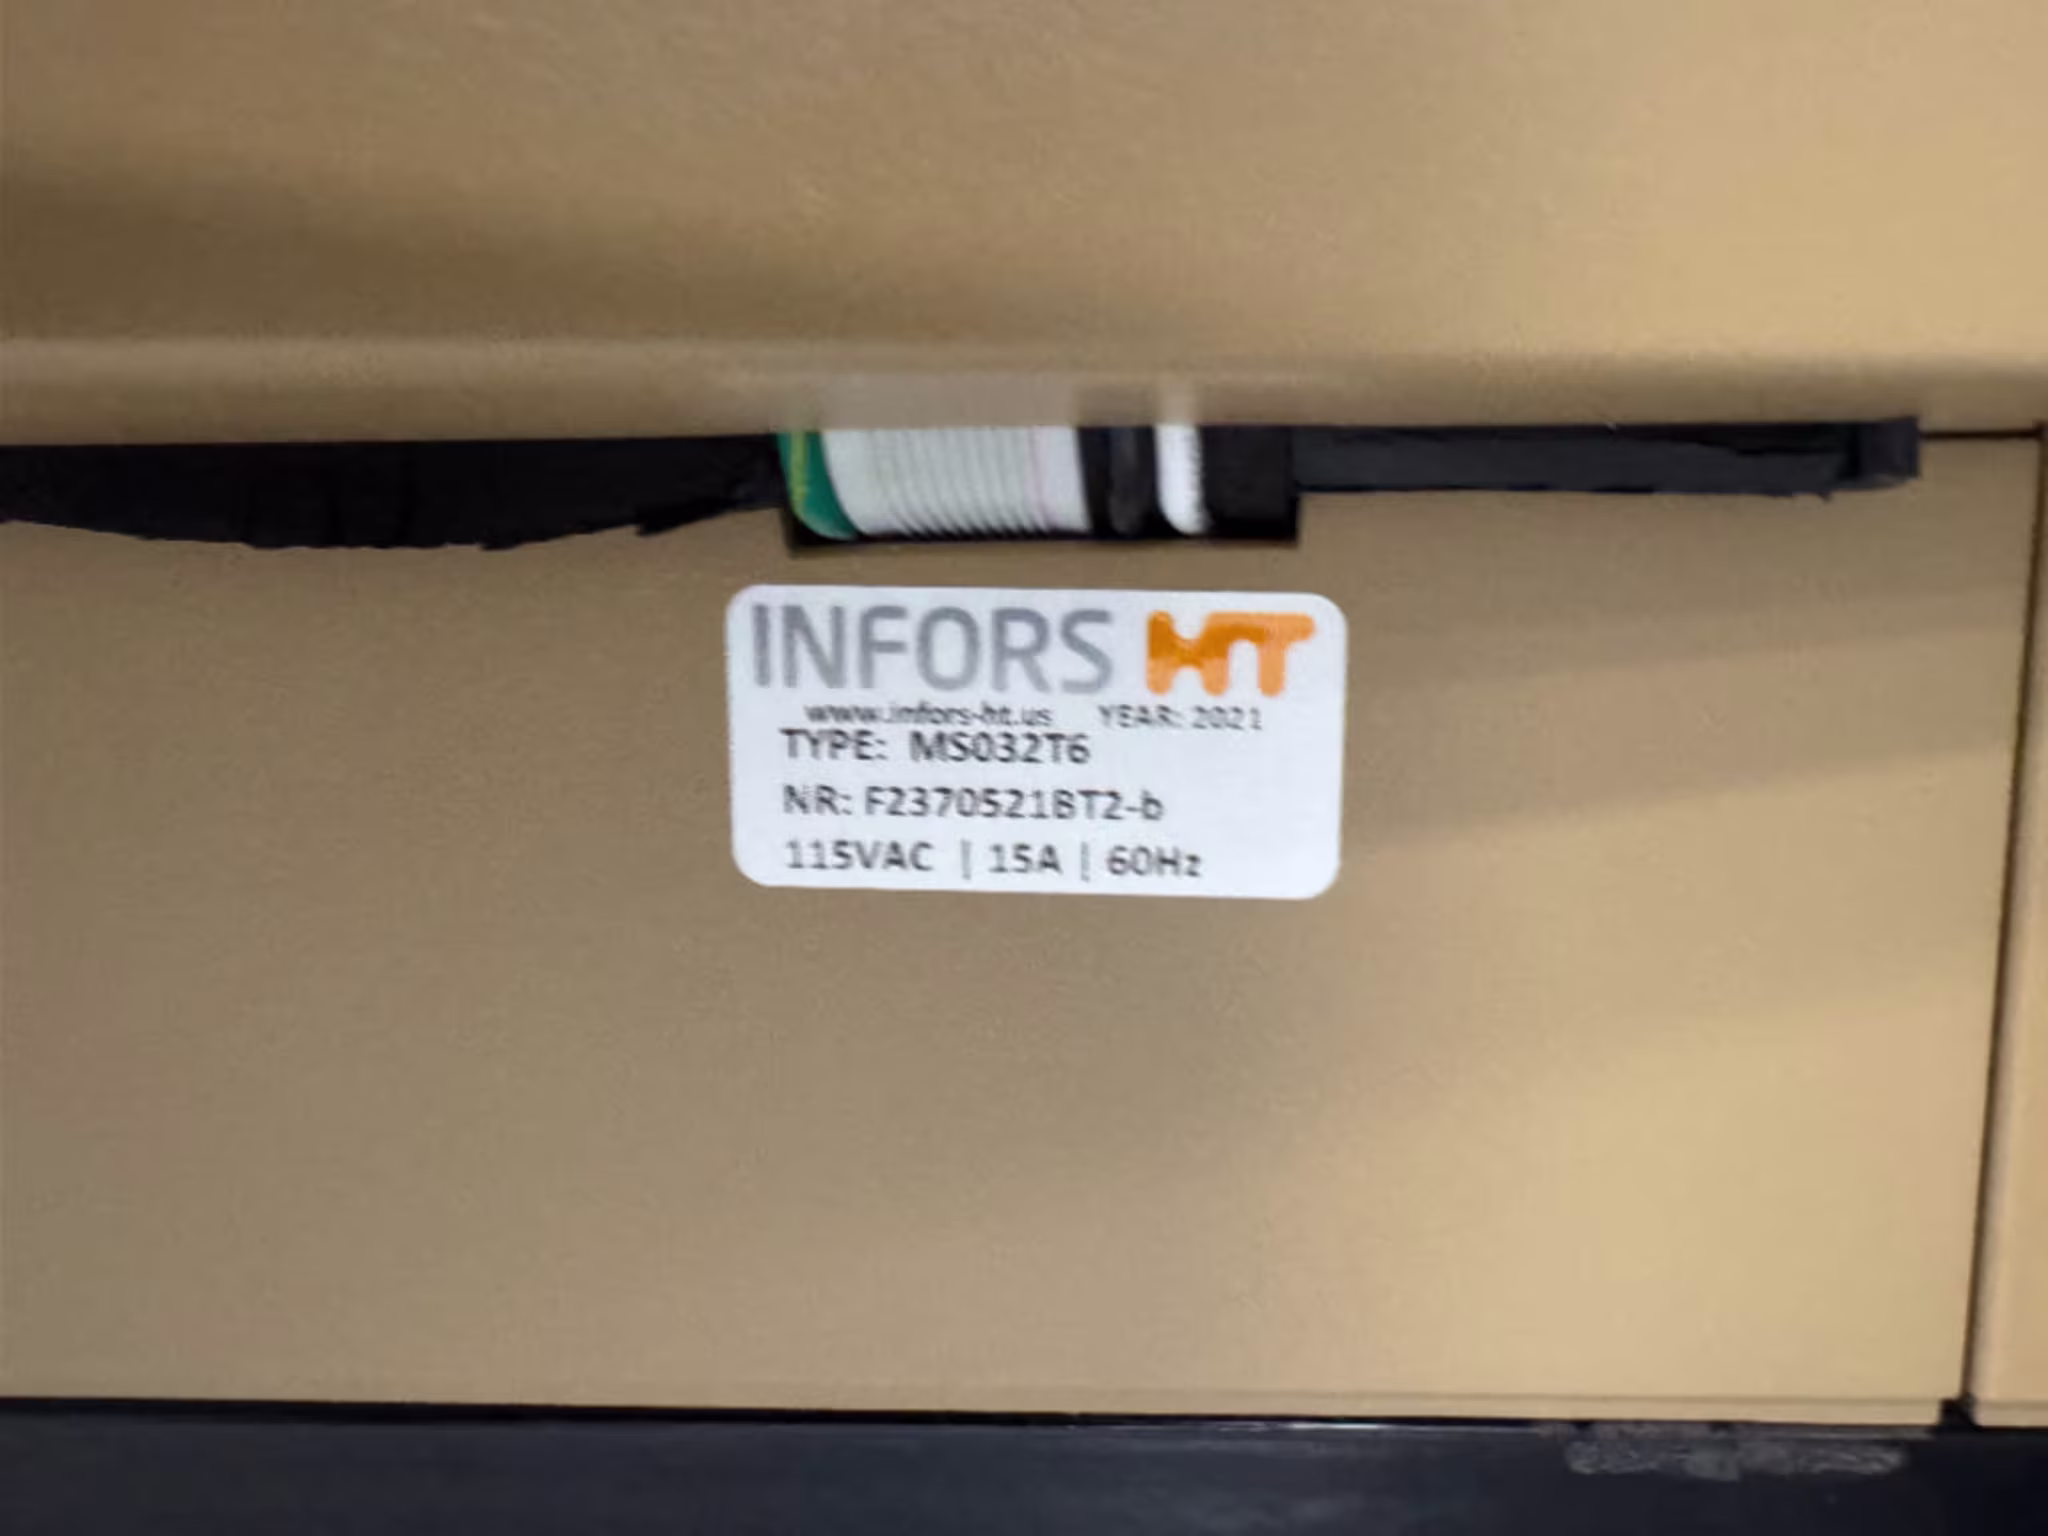 INFORS HT
www.infors-ht.us YEAR: 2021
TYPE: MS032T6
NR: F2370521BT2-b
115VAC | 15A | 60Hz